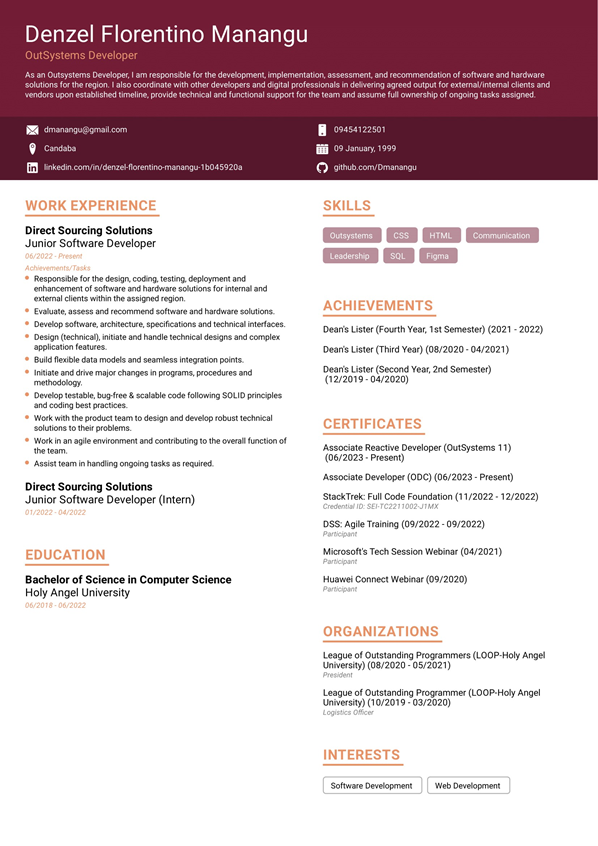 Denzel Florentino Manangu
OutSystems Developer
As an Outsystems Developer, I am responsible for the development, implementation, assessment, and recommendation of software and hardware
solutions for the region. I also coordinate with other developers and digital professionals in delivering agreed output for external/internal clients and
vendors upon established timeline, provide technical and functional support for the team and assume full ownership of ongoing tasks assigned.
dmanangu@gmail.com
09454122501
Candaba
09 January, 1999
linkedin.com/in/denzel-florentino-manangu-1b045920a
github.com/Dmanangu
WORK EXPERIENCE
Direct Sourcing Solutions
Junior Software Developer
06/2022 - Present
Achievements/Tasks
Responsible for the design, coding, testing, deployment and
enhancement of software and hardware solutions for internal and
external clients within the assigned region.
Evaluate, assess and recommend software and hardware solutions.
Develop software, architecture, specifications and technical interfaces.
Design (technical), initiate and handle technical designs and complex
application features.
Build flexible data models and seamless integration points.
Initiate and drive major changes in programs, procedures and
methodology.
Develop testable, bug-free & scalable code following SOLID principles
and coding best practices.
Work with the product team to design and develop robust technical
solutions to their problems.
Work in an agile environment and contributing to the overall function of
the team.
Assist team in handling ongoing tasks as required.
Direct Sourcing Solutions
Junior Software Developer (Intern)
01/2022 - 04/2022
EDUCATION
Bachelor of Science in Computer Science
Holy Angel University
06/2018 - 06/2022
SKILLS
Outsystems CSS HTML Communication
Leadership SQL Figma
ACHIEVEMENTS
Dean's Lister (Fourth Year, 1st Semester) (2021 - 2022)
Dean's Lister (Third Year) (08/2020 - 04/2021)
Dean's Lister (Second Year, 2nd Semester)
(12/2019 - 04/2020)
CERTIFICATES
Associate Reactive Developer (OutSystems 11)
(06/2023 - Present)
Associate Developer (ODC) (06/2023 - Present)
StackTrek: Full Code Foundation (11/2022 - 12/2022)
Credential ID: SEI-TC2211002-J1MX
DSS: Agile Training (09/2022 - 09/2022)
Participant
Microsoft's Tech Session Webinar (04/2021)
Participant
Huawei Connect Webinar (09/2020)
Participant
ORGANIZATIONS
League of Outstanding Programmers (LOOP-Holy Angel
University) (08/2020 - 05/2021)
President
League of Outstanding Programmer (LOOP-Holy Angel
University) (10/2019 - 03/2020)
Logistics Officer
INTERESTS
Software Development Web Development